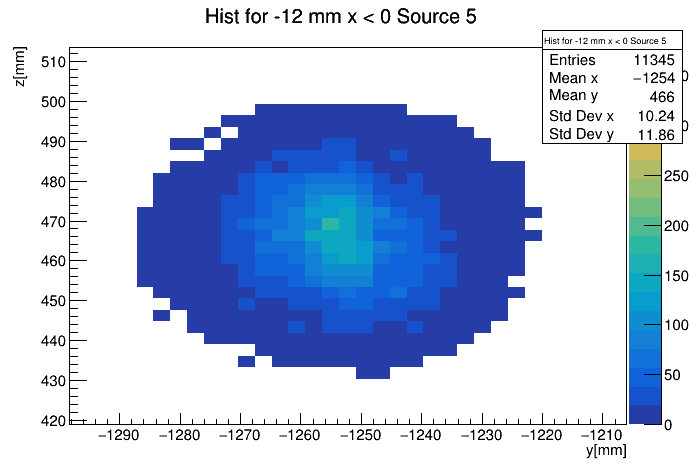 Hist for -12 mm x < 0 Source 5
z[mm]
Hist for -12 mm x < 0 Source 5
Entries 11345
Mean x −1254
Mean y 466
Std Dev x 10.24
Std Dev y 11.86
510
500
490
480
470
460
450
440
430
420
250
200
150
100
50
0
−1290 −1280 −1270 −1260 −1250 −1240 −1230 −1220 −1210
y[mm]